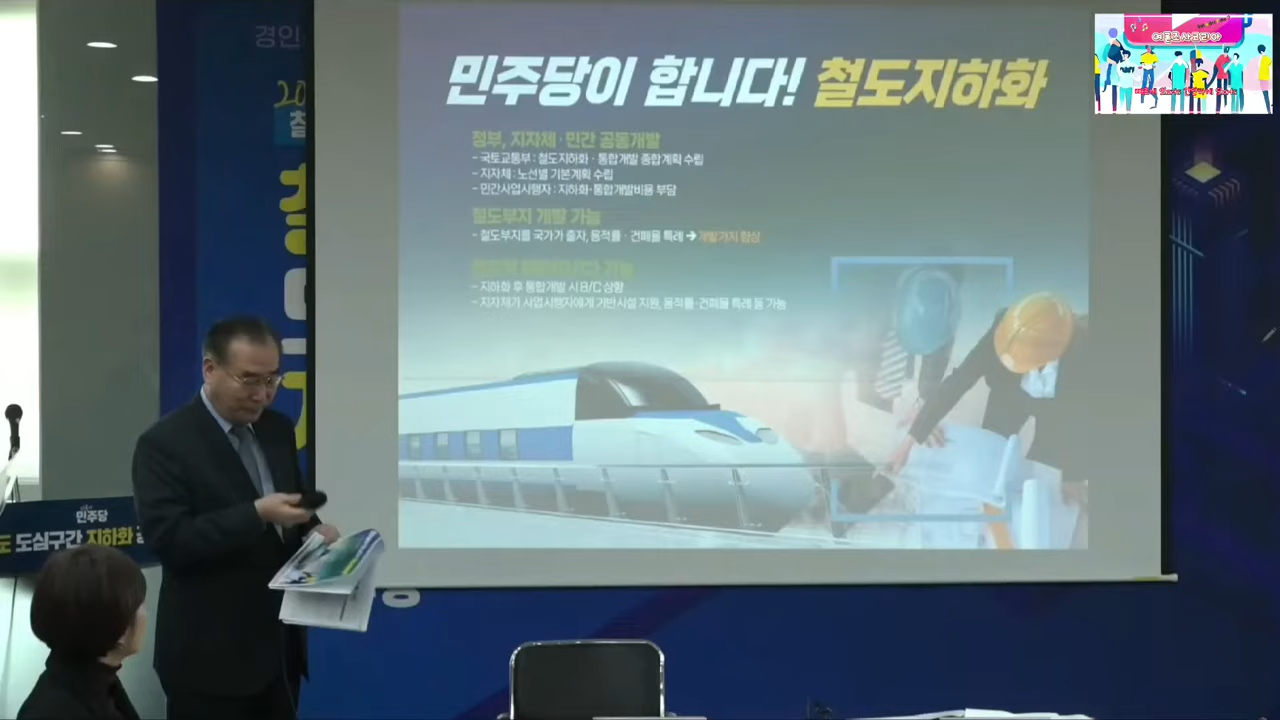 경인
20
철
민주당이 합니다! 철도지하화
정부, 지자체·민간 공동개발
- 국토교통부 : 철도지하화·통합개발 종합계획 수립
- 지자체 : 노선별 기본계획 수립
- 민간사업시행자 : 지하화·통합개발비용 부담
철도부지 개발 가능
- 철도부지를 국가가 출자, 용적률·건폐율 특례 → 개발가치 향상
가능
- 지하화 후 통합개발 시 B/C 상향
- 지자체가 사업시행자에게 기반시설 지원, 용적률·건폐율 특례 등 가능
민주당
도 도심구간 지하화 공